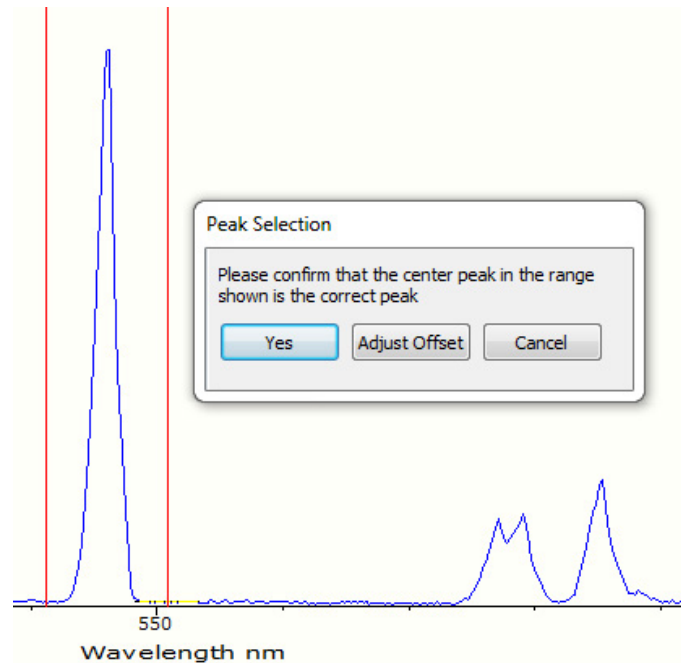 Peak Selection
Please confirm that the center peak in the range
shown is the correct peak
Yes
Adjust Offset
Cancel
550
Wavelength nm